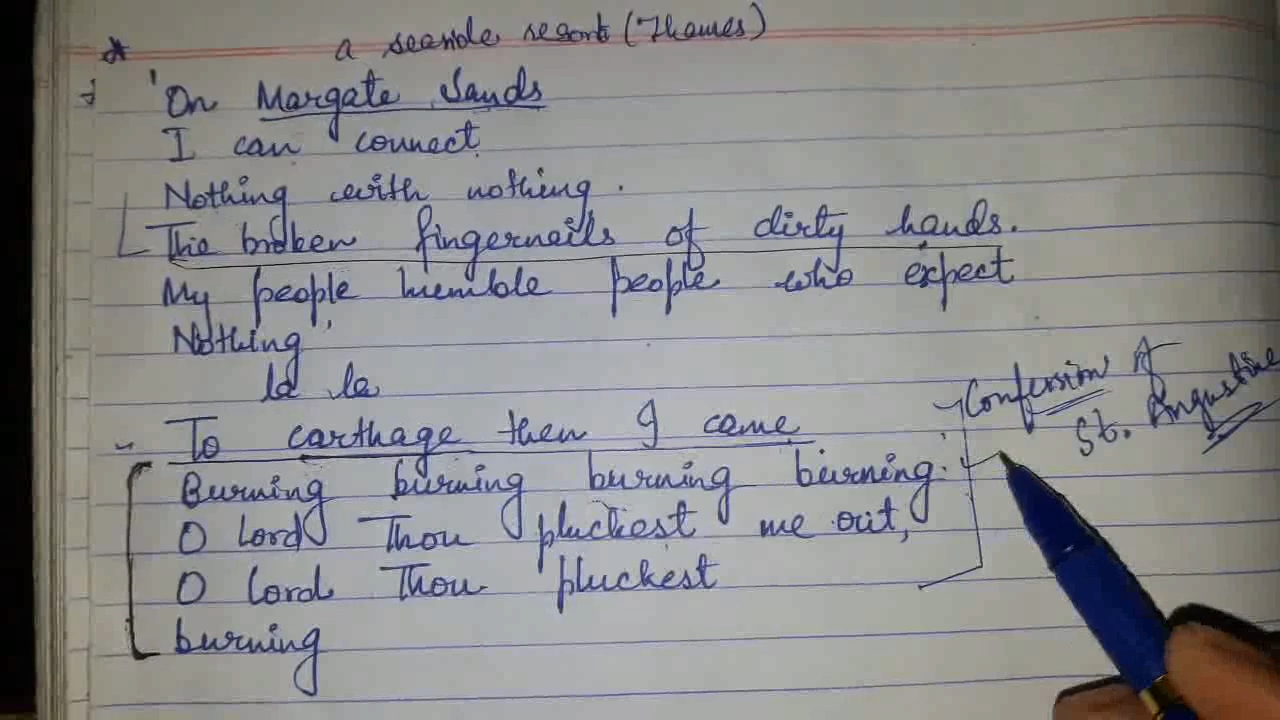 a seaside resort (Thames)
'On Margate Sands
I can connect
Nothing with nothing.
The broken fingernails of dirty hands.
My people humble people who expect
Nothing'
la la
To carthage then I came
Burning burning burning burning.
O lord Thou pluckest me out,
O lord Thou pluckest
burning
Confession of
St. Augustine